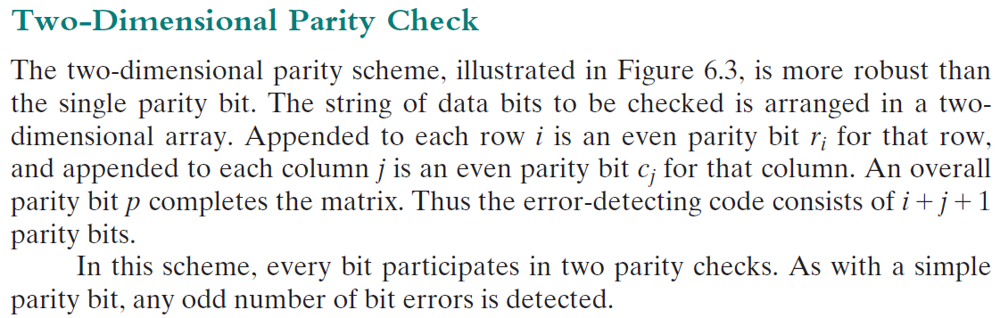 Two-Dimensional Parity Check
The two-dimensional parity scheme, illustrated in Figure 6.3, is more robust than
the single parity bit. The string of data bits to be checked is arranged in a two-
dimensional array. Appended to each row i is an even parity bit rᵢ for that row,
and appended to each column j is an even parity bit cⱼ for that column. An overall
parity bit p completes the matrix. Thus the error-detecting code consists of i + j + 1
parity bits.
In this scheme, every bit participates in two parity checks. As with a simple
parity bit, any odd number of bit errors is detected.